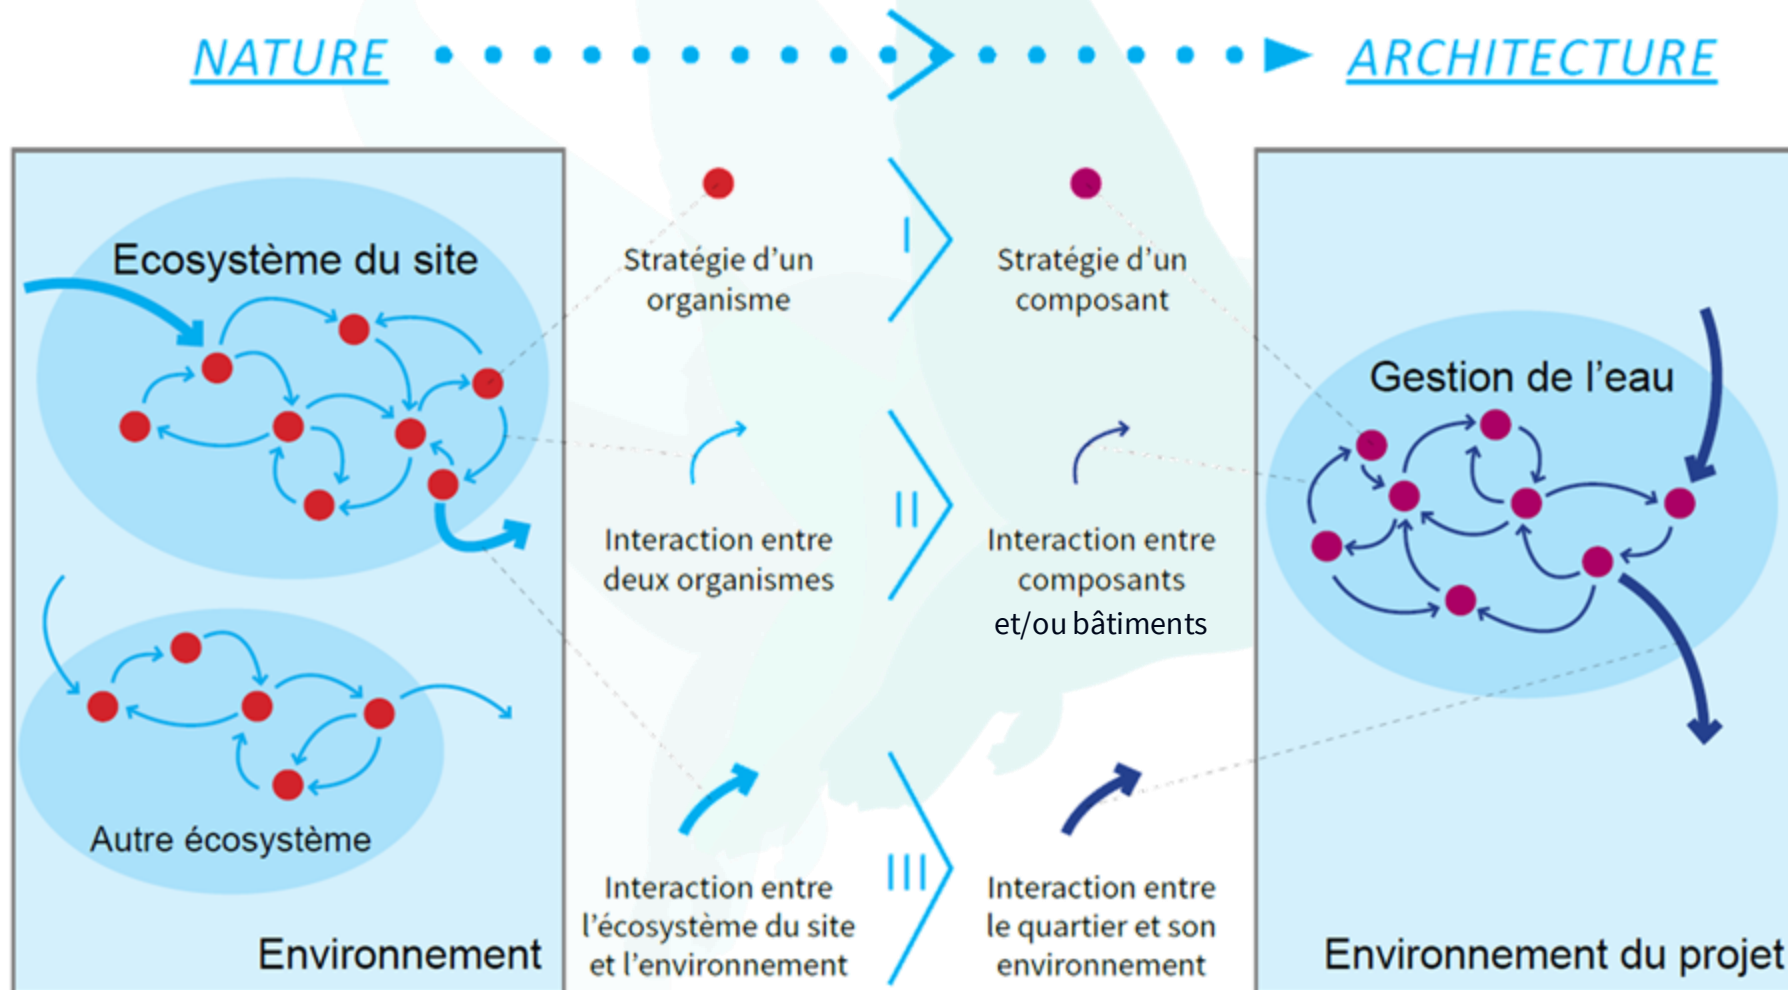 NATURE
ARCHITECTURE
Ecosystème du site
Autre écosystème
Environnement
Stratégie d'un
organisme
I
Stratégie d'un
composant
Interaction entre
deux organismes
II
Interaction entre
composants
et/ou bâtiments
Interaction entre
l'écosystème du site
et l'environnement
III
Interaction entre
le quartier et son
environnement
Gestion de l'eau
Environnement du projet